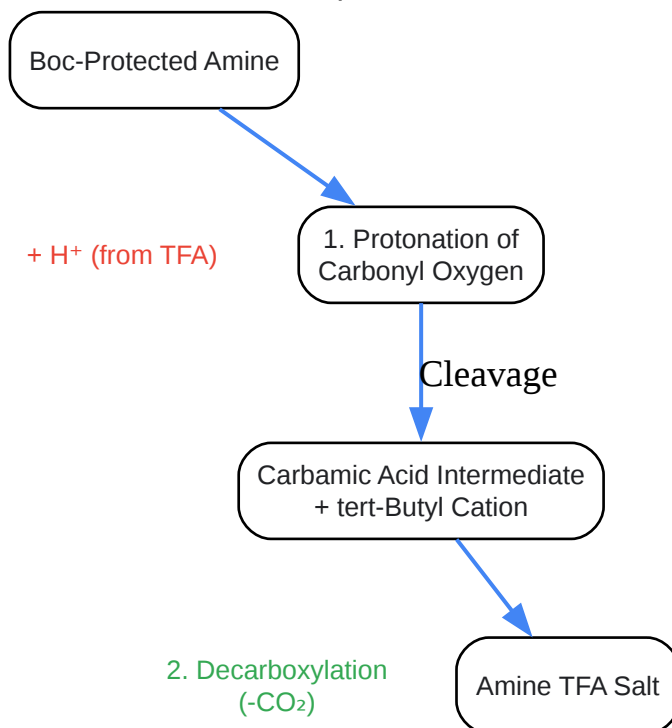 Boc-Protected Amine
+ H⁺ (from TFA)
1. Protonation of
Carbonyl Oxygen
Cleavage
Carbamic Acid Intermediate
+ tert-Butyl Cation
2. Decarboxylation
(-CO₂)
Amine TFA Salt